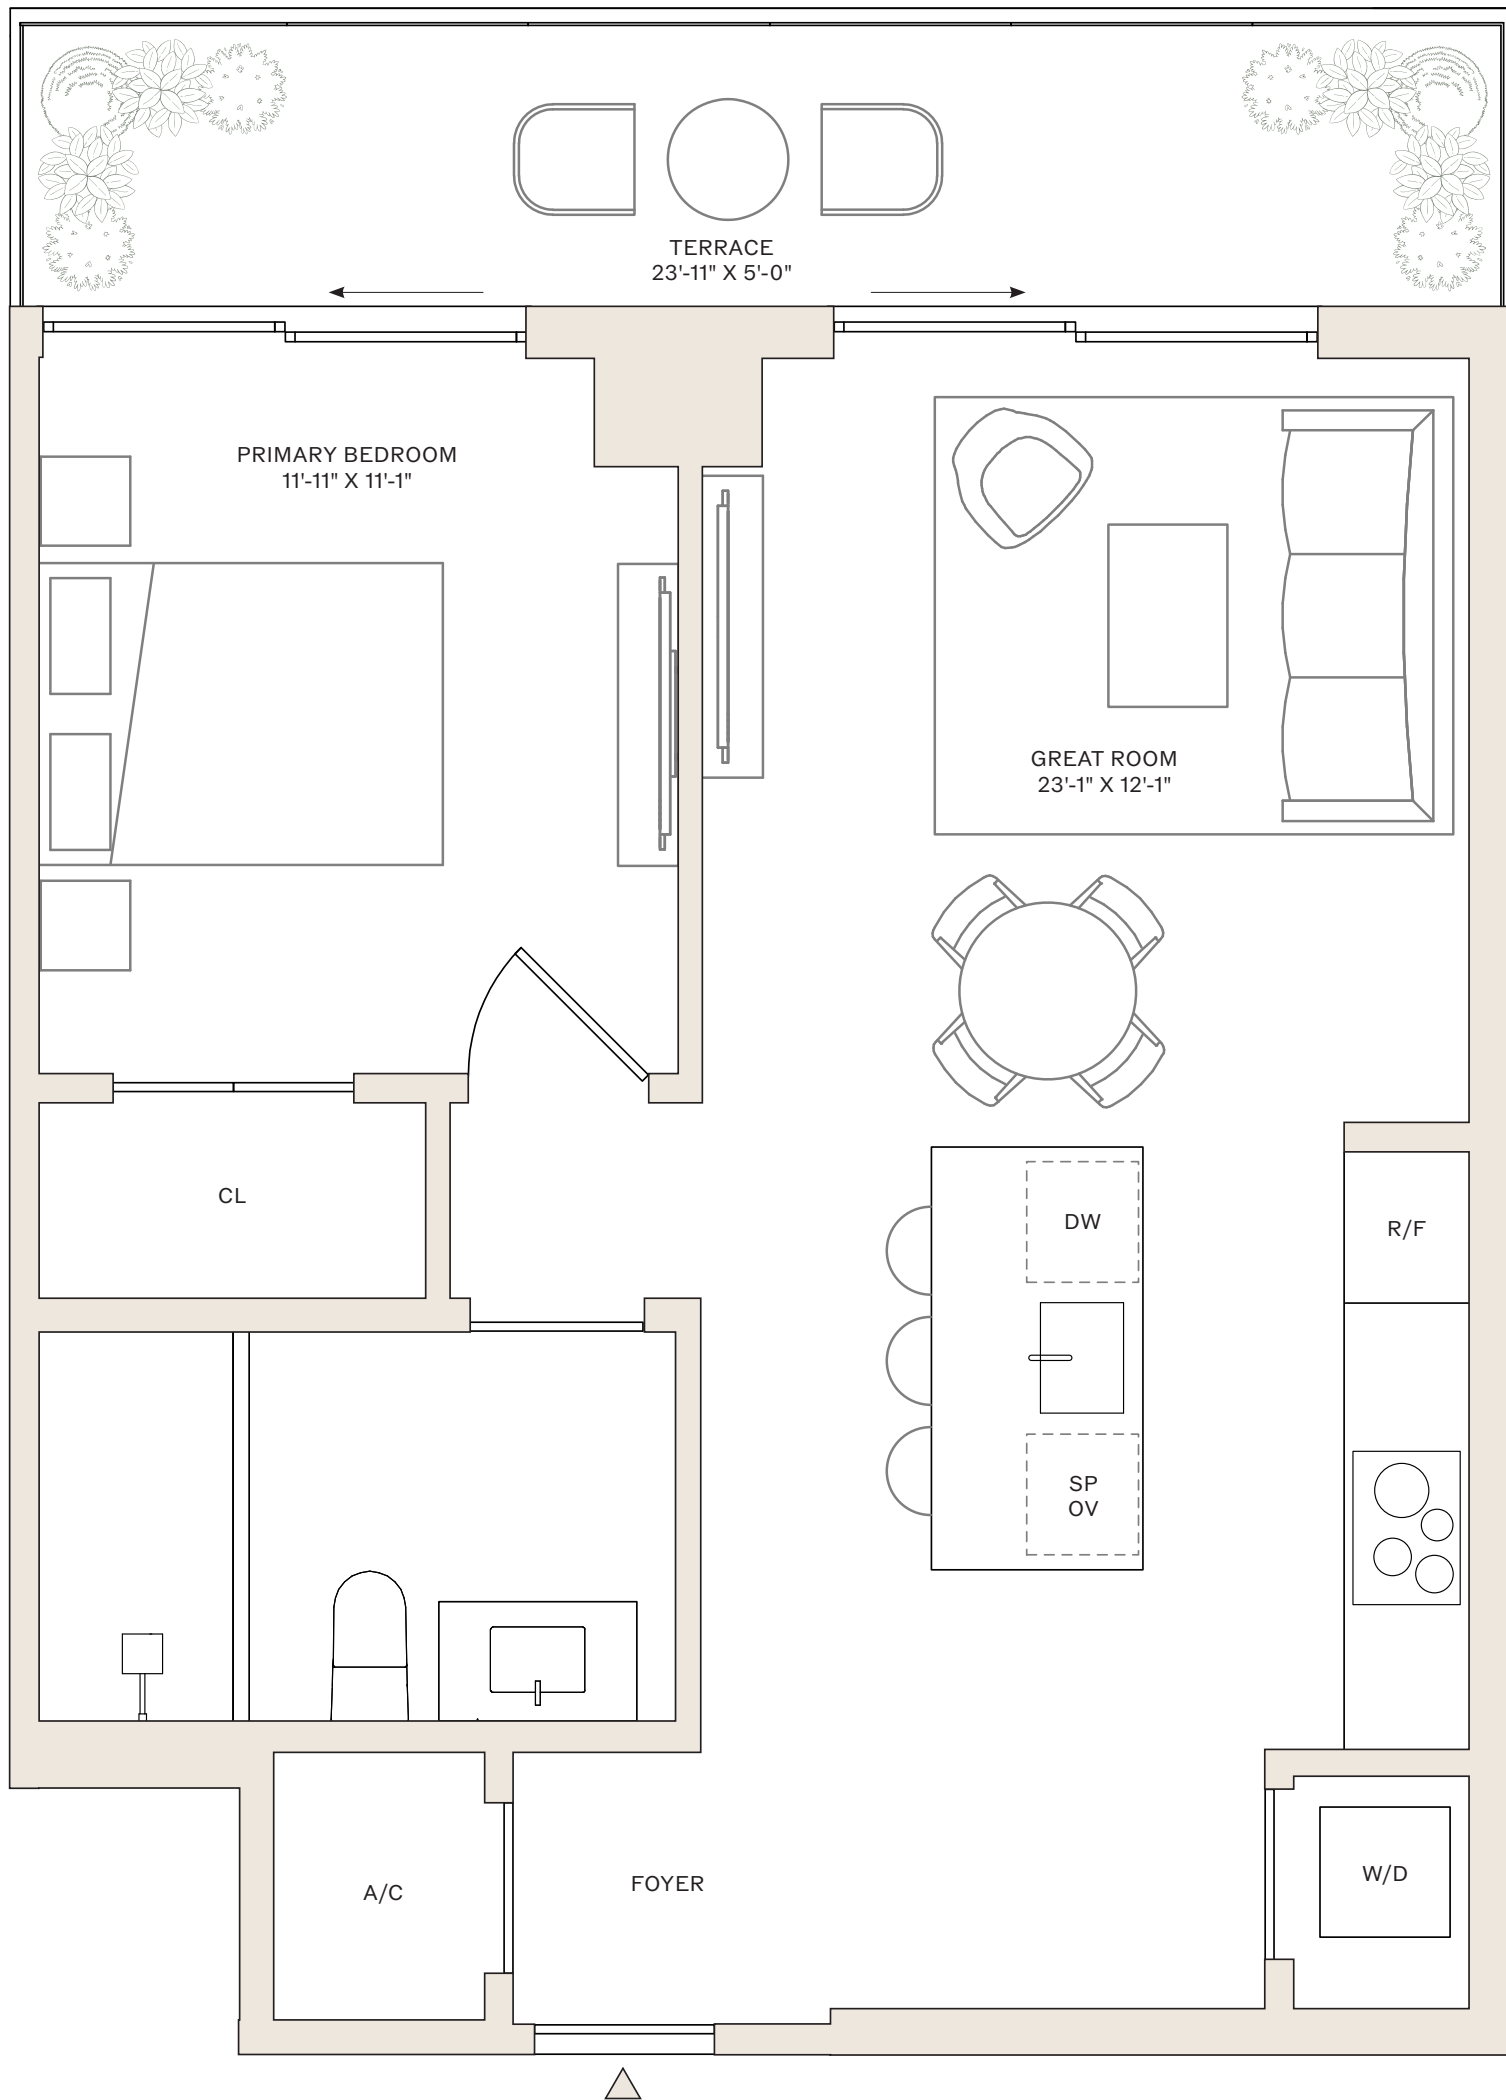 TERRACE
23'-11" X 5'-0"
PRIMARY BEDROOM
11'-11" X 11'-1"
GREAT ROOM
23'-1" X 12'-1"
CL
DW
R/F
SP
OV
A/C
FOYER
W/D